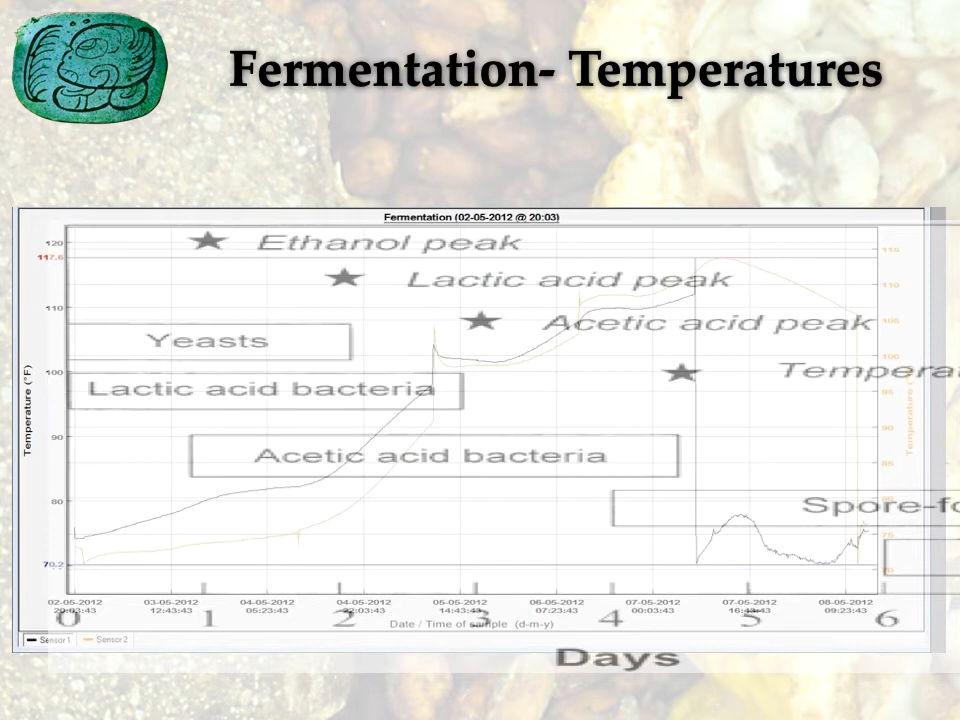 Fermentation- Temperatures
Fermentation (02-05-2012 @ 20:03)
120
117.6
110
100
90
80
70.2
Temperature (°F)
Ethanol peak
Lactic acid peak
Acetic acid peak
Temperat
Yeasts
Lactic acid bacteria
Acetic acid bacteria
Spore-fo
115
110
105
100
95
90
85
80
75
70
Temperature (°
02-05-2012 03-05-2012 04-05-2012 04-05-2012 05-05-2012 06-05-2012 07-05-2012 07-05-2012 08-05-2012
20:03:43 12:43:43 05:23:43 22:03:43 14:43:43 07:23:43 00:03:43 16:43:43 09:23:43
0 1 2 3 4 5 6
Date / Time of sample (d-m-y)
Sensor 1 Sensor 2
Days